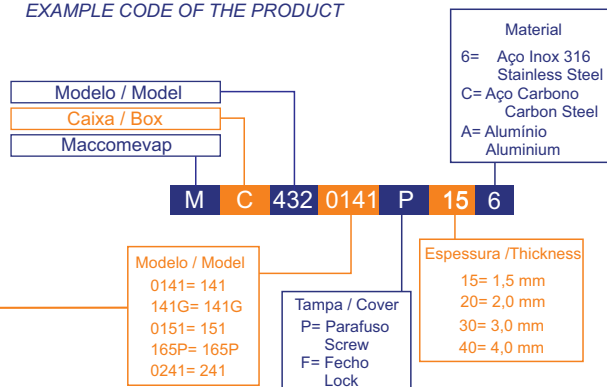 EXAMPLE CODE OF THE PRODUCT
Material
6= Aço Inox 316
Stainless Steel
C= Aço Carbono
Carbon Steel
A= Alumínio
Aluminium
Modelo / Model
Caixa / Box
Maccomevap
M C 432 0141 P 15 6
Modelo / Model
0141= 141
141G= 141G
0151= 151
165P= 165P
0241= 241
Tampa / Cover
P= Parafuso
Screw
F= Fecho
Lock
Espessura /Thickness
15= 1,5 mm
20= 2,0 mm
30= 3,0 mm
40= 4,0 mm